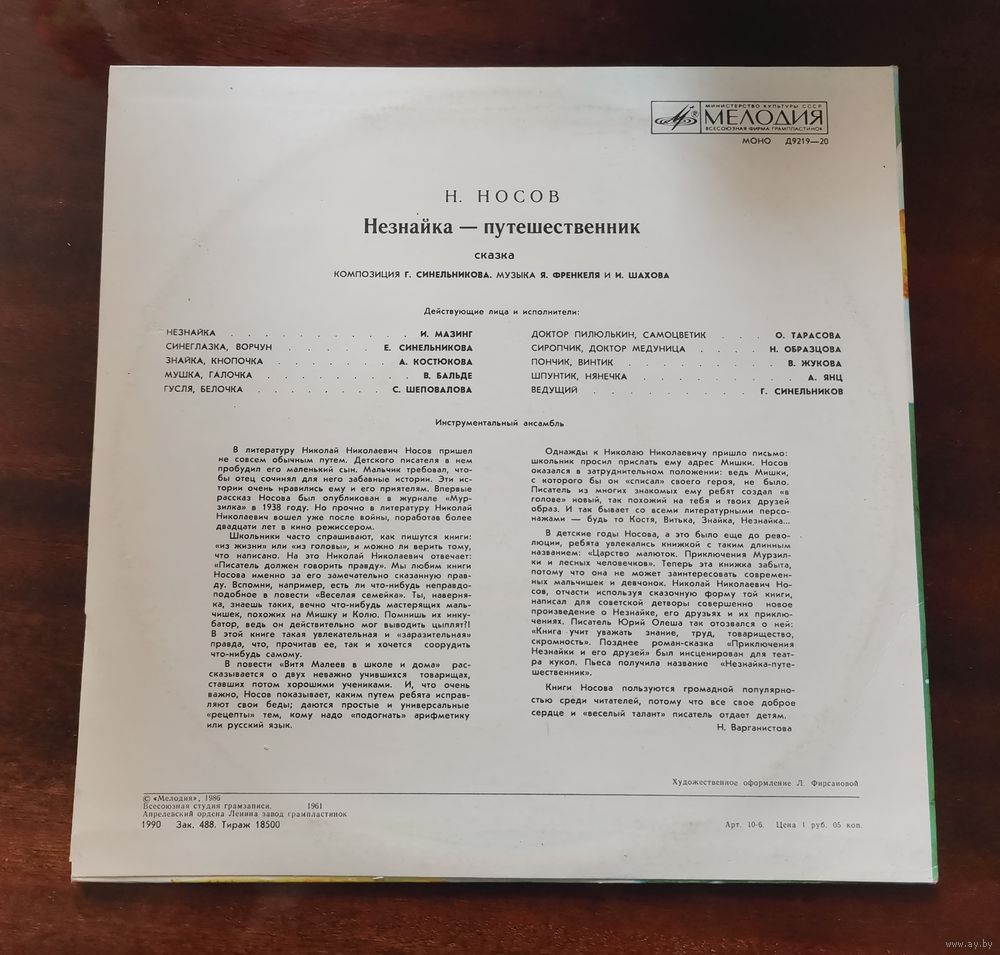 МИНИСТЕРСТВО КУЛЬТУРЫ СССР
МЕЛОДИЯ
ВСЕСОЮЗНАЯ ФИРМА ГРАМПЛАСТИНОК
МОНО Д9219—20
Н. НОСОВ
Незнайка — путешественник
сказка
КОМПОЗИЦИЯ Г. СИНЕЛЬНИКОВА. МУЗЫКА Я. ФРЕНКЕЛЯ И И. ШАХОВА
Действующие лица и исполнители:
НЕЗНАЙКА . . . . . . . . . . . И. МАЗИНГ
СИНЕГЛАЗКА, ВОРЧУН . . . . . . Е. СИНЕЛЬНИКОВА
ЗНАЙКА, КНОПОЧКА . . . . . . . А. КОСТЮКОВА
МУШКА, ГАЛОЧКА . . . . . . . . . В. БАЛЬДЕ
ГУСЛЯ, БЕЛОЧКА . . . . . . . . С. ШЕПОВАЛОВА
ДОКТОР ПИЛЮЛЬКИН, САМОЦВЕТИК . . . О. ТАРАСОВА
СИРОПЧИК, ДОКТОР МЕДУНИЦА . . . . Н. ОБРАЗЦОВА
ПОНЧИК, ВИНТИК . . . . . . . . В. ЖУКОВА
ШПУНТИК, НЯНЕЧКА . . . . . . . . . А. ЯНЦ
ВЕДУЩИЙ . . . . . . . . . Г. СИНЕЛЬНИКОВ
Инструментальный ансамбль
В литературу Николай Николаевич Носов пришел
не совсем обычным путем. Детского писателя в нем
пробудил его маленький сын. Мальчик требовал, что-
бы отец сочинял для него забавные истории. Эти ис-
тории очень нравились ему и его приятелям. Впервые
рассказ Носова был опубликован в журнале «Мур-
зилка» в 1938 году. Но прочно в литературу Николай
Николаевич вошел уже после войны, поработав более
двадцати лет в кино режиссером.
Школьники часто спрашивают, как пишутся книги:
«из жизни» или «из головы», и можно ли верить тому,
что написано. На это Николай Николаевич отвечает:
«Писатель должен говорить правду». Мы любим книги
Носова именно за его замечательно сказанную прав-
ду. Вспомни, например, есть ли что-нибудь неправдо-
подобное в повести «Веселая семейка». Ты, наверня-
ка, знаешь таких, вечно что-нибудь мастерящих маль-
чишек, похожих на Мишку и Колю. Помнишь их инку-
батор, ведь он действительно мог выводить цыплят?!
В этой книге такая увлекательная и «заразительная»
правда, что, прочитав ее, так и хочется соорудить
что-нибудь самому.
В повести «Витя Малеев в школе и дома» рас-
сказывается о двух неважно учившихся товарищах,
ставших потом хорошими учениками. И, что очень
важно, Носов показывает, каким путем ребята исправ-
ляют свои беды; даются простые и универсальные
«рецепты» тем, кому надо «подогнать» арифметику
или русский язык.
Однажды к Николаю Николаевичу пришло письмо:
школьник просил прислать ему адрес Мишки. Носов
оказался в затруднительном положении: ведь Мишки,
с которого бы он «списал» своего героя, не было.
Писатель из многих знакомых ему ребят создал «в
голове» новый, так похожий на тебя и твоих друзей
образ. И так бывает со всеми литературными персо-
нажами — будь то Костя, Витька, Знайка, Незнайка...
В детские годы Носова, а это было еще до рево-
люции, ребята увлекались книжкой с таким длинным
названием: «Царство малюток. Приключения Мурзил-
ки и лесных человечков». Теперь эта книжка забыта,
потому что она не может заинтересовать современ-
ных мальчишек и девчонок. Николай Николаевич Но-
сов, отчасти используя сказочную форму той книги,
написал для советской детворы совершенно новое
произведение о Незнайке, его друзьях и их приклю-
чениях. Писатель Юрий Олеша так отозвался о ней:
«Книга учит уважать знание, труд, товарищество,
скромность». Позднее роман-сказка «Приключения
Незнайки и его друзей» был инсценирован для теат-
ра кукол. Пьеса получила название «Незнайка-путе-
шественник».
Книги Носова пользуются громадной популярно-
стью среди читателей, потому что все свое доброе
сердце и «веселый талант» писатель отдает детям.
Н. Варганистова
Художественное оформление Л. Фирсановой
© «Мелодия», 1986
Всесоюзная студия грамзаписи. 1961
Апрелевский ордена Ленина завод грампластинок
1990 Зак. 488. Тираж 18500
Арт. 10-6. Цена 1 руб. 05 коп.
www.ay.by